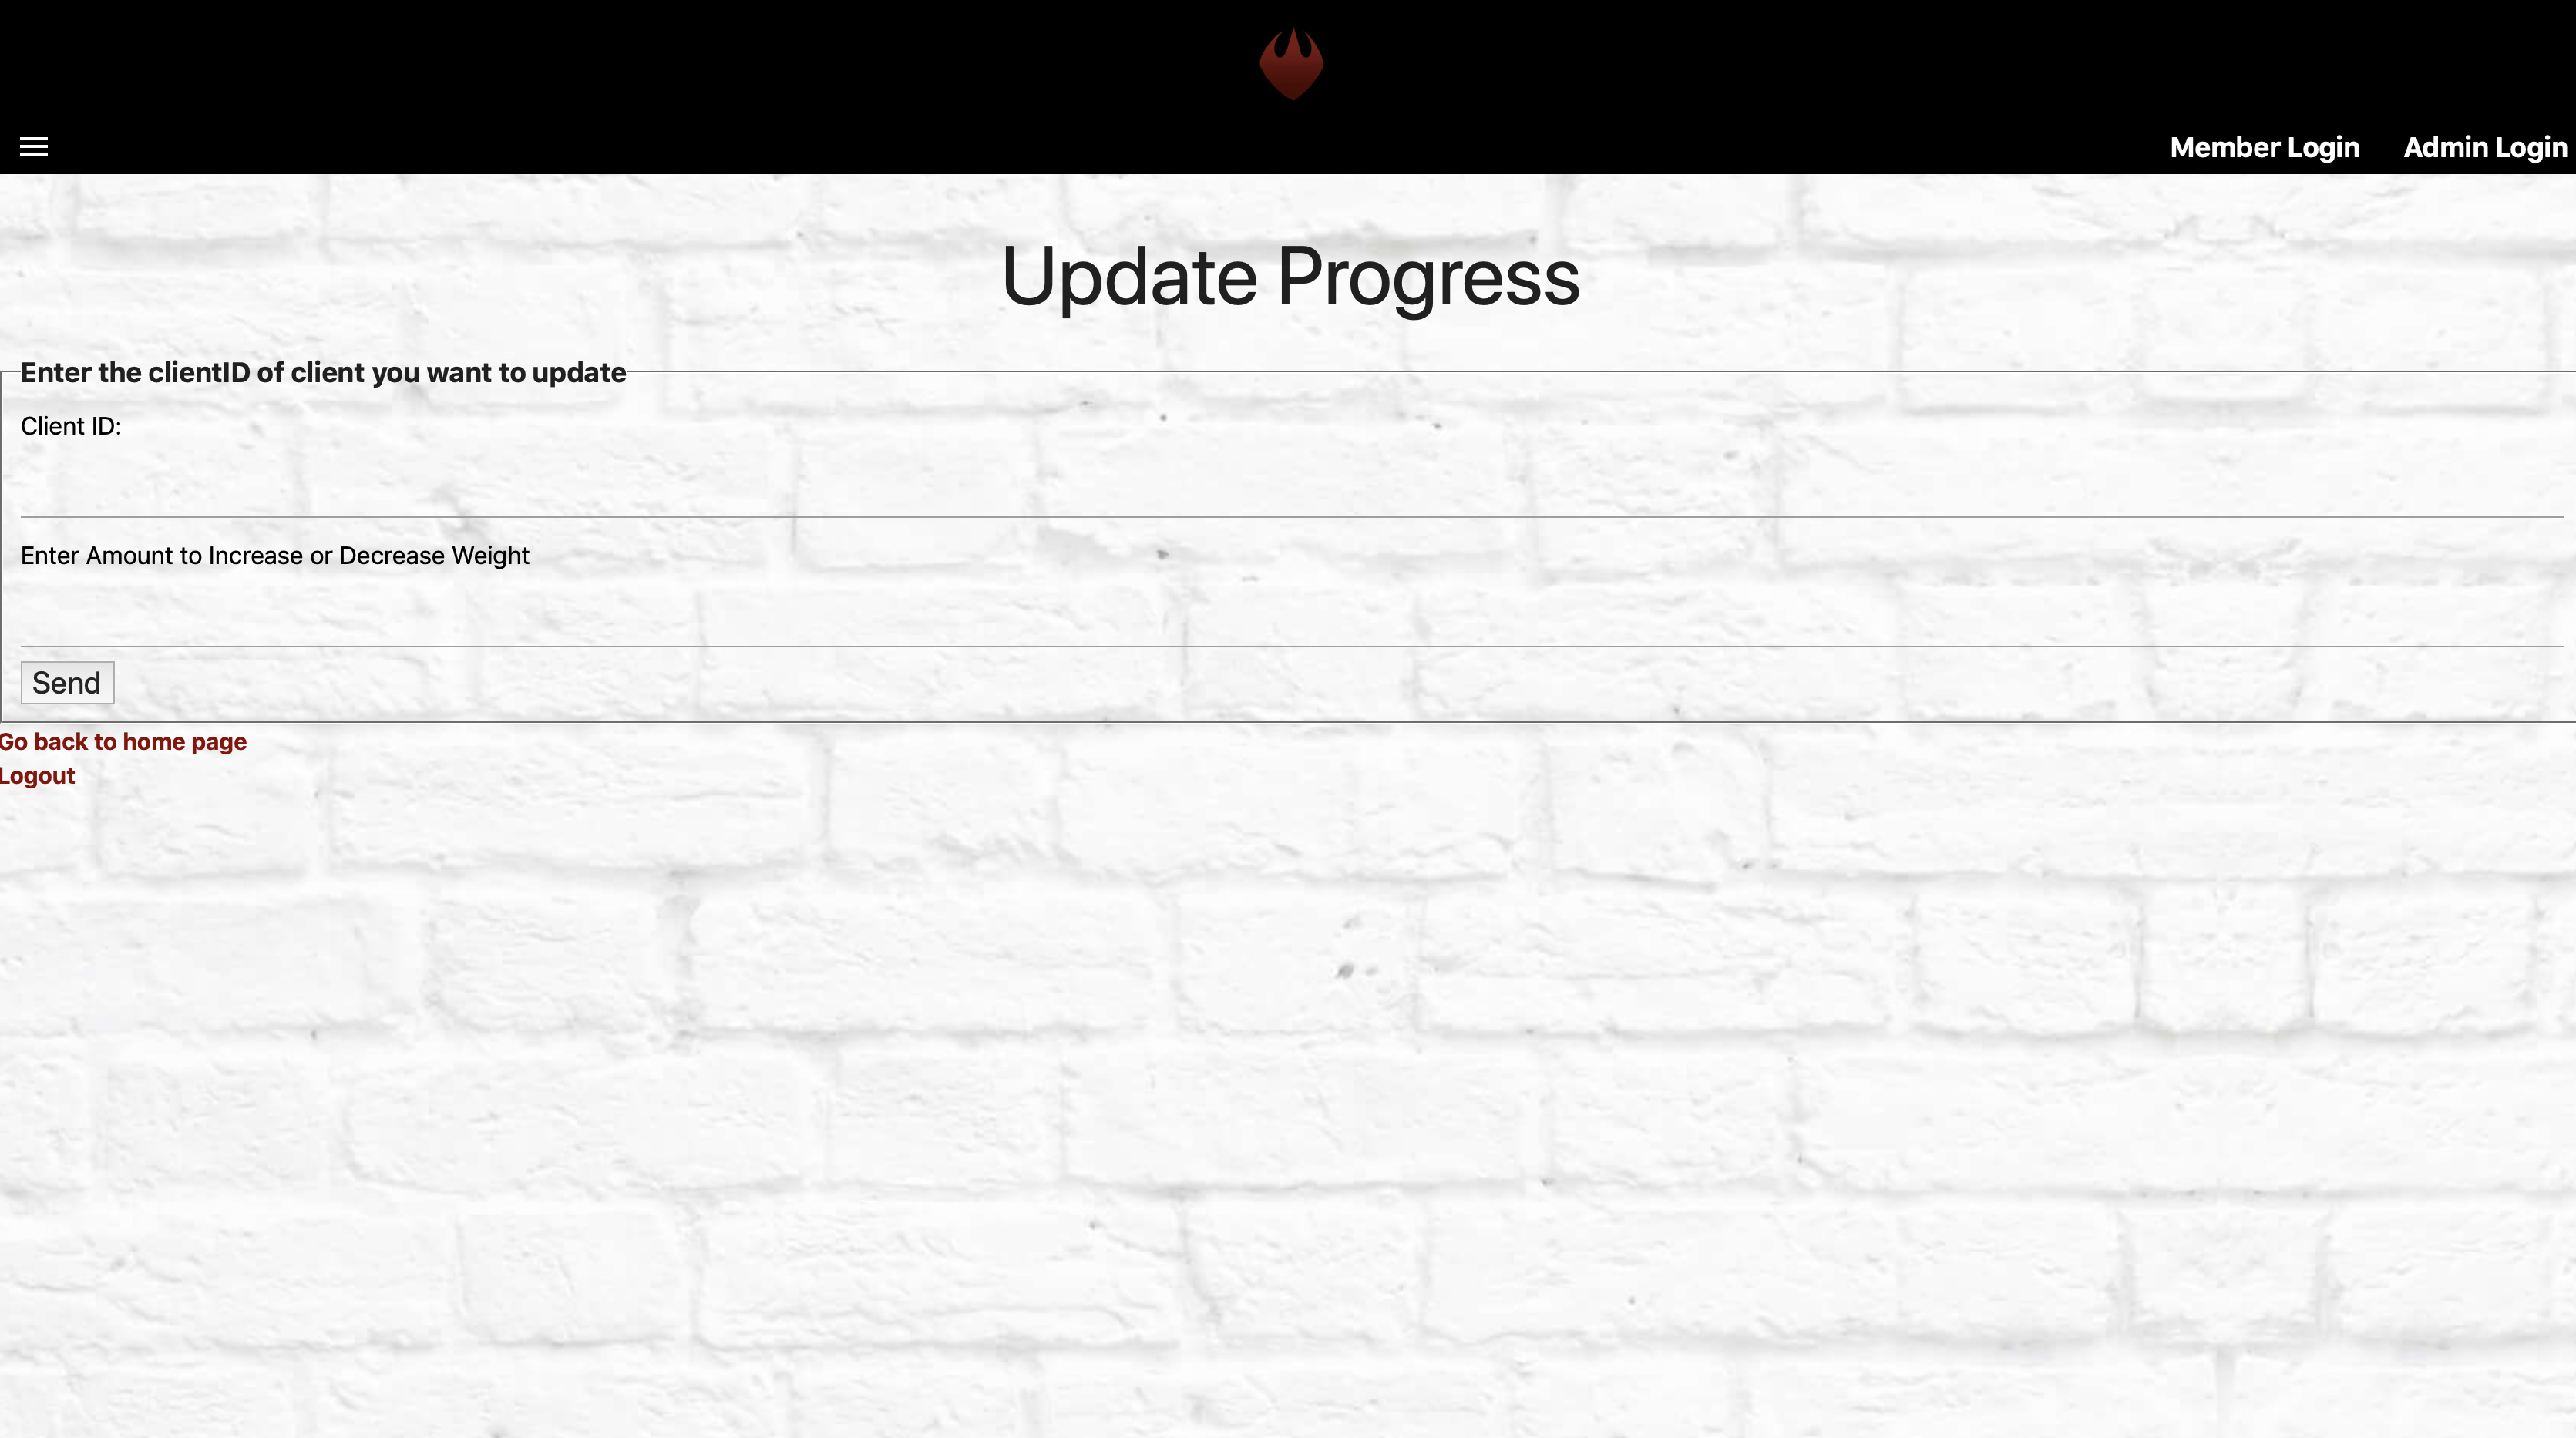 Member Login Admin Login
Update Progress
Enter the clientID of client you want to update
Client ID:
Enter Amount to Increase or Decrease Weight
Send
Go back to home page
Logout